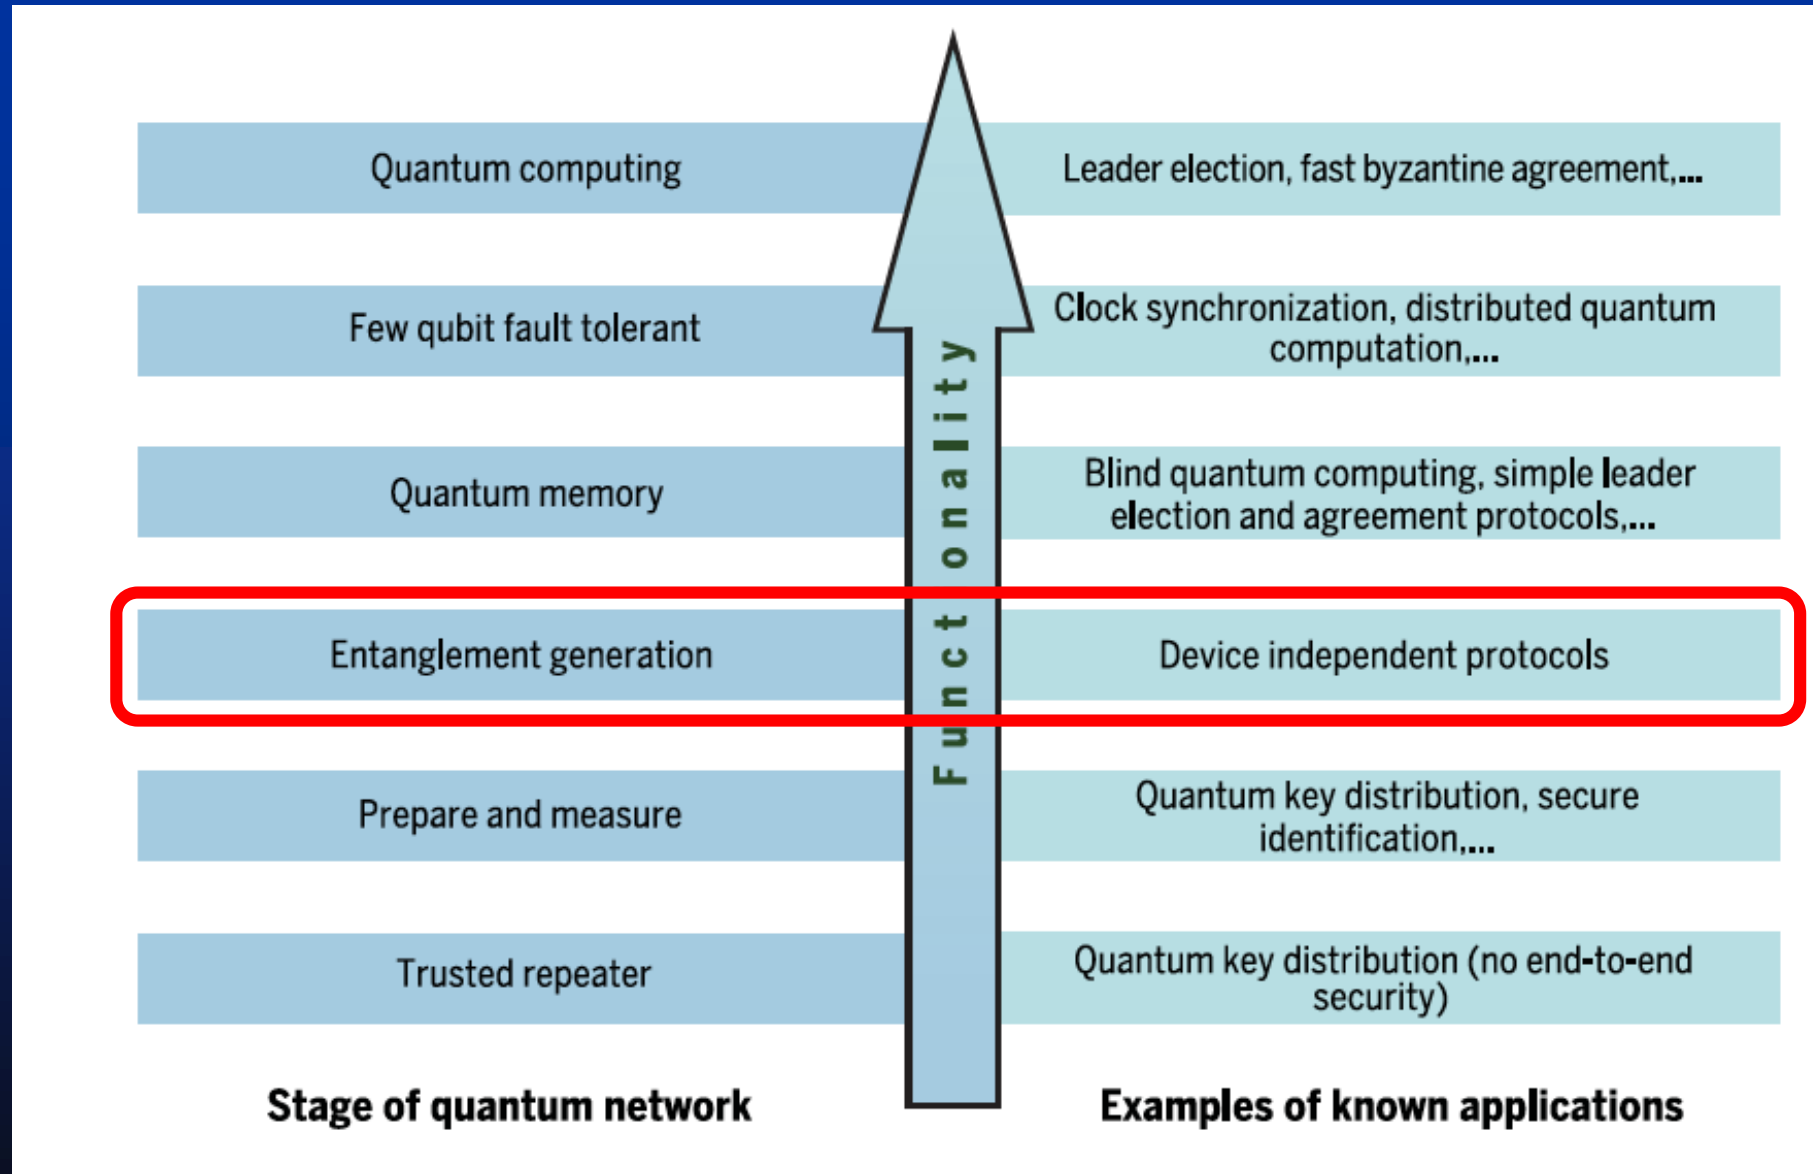 Quantum computing
Leader election, fast byzantine agreement,...
Few qubit fault tolerant
Clock synchronization, distributed quantum
computation,...
Quantum memory
Blind quantum computing, simple leader
election and agreement protocols,...
Entanglement generation
Device independent protocols
Prepare and measure
Quantum key distribution, secure
identification,...
Trusted repeater
Quantum key distribution (no end-to-end
security)
Funct onality
Stage of quantum network
Examples of known applications